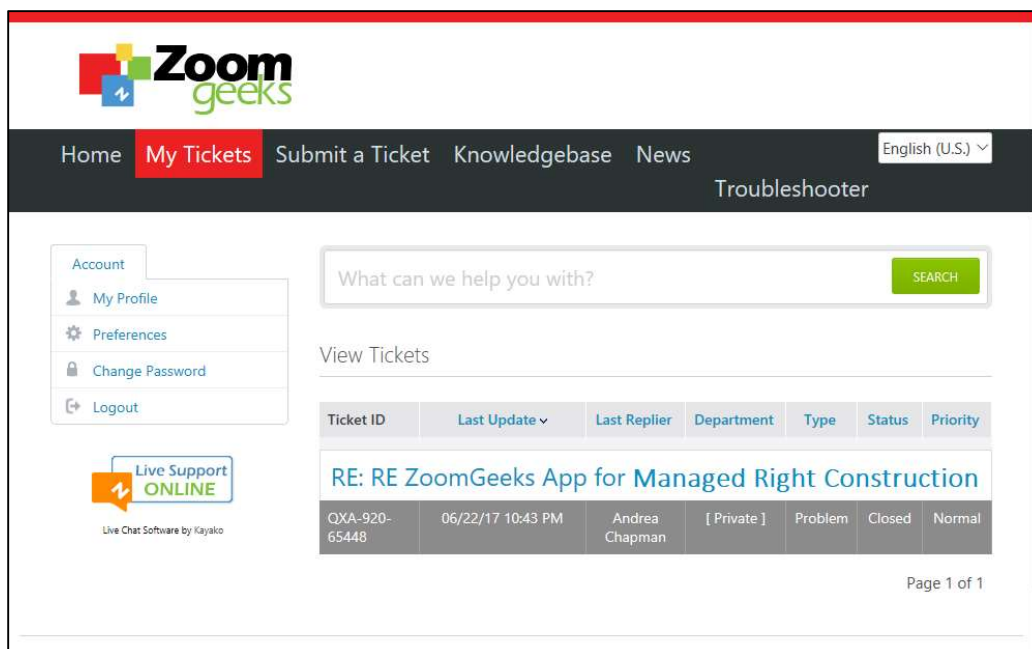 Zoom
geeks
Home My Tickets Submit a Ticket Knowledgebase News English (U.S.)
Troubleshooter
Account
My Profile
Preferences
Change Password
Logout
Live Support
ONLINE
Live Chat Software by Kayako
What can we help you with? SEARCH
View Tickets
Ticket ID Last Update Last Replier Department Type Status Priority
RE: RE ZoomGeeks App for Managed Right Construction
QXA-920- 06/22/17 10:43 PM Andrea [ Private ] Problem Closed Normal
65448 Chapman
Page 1 of 1